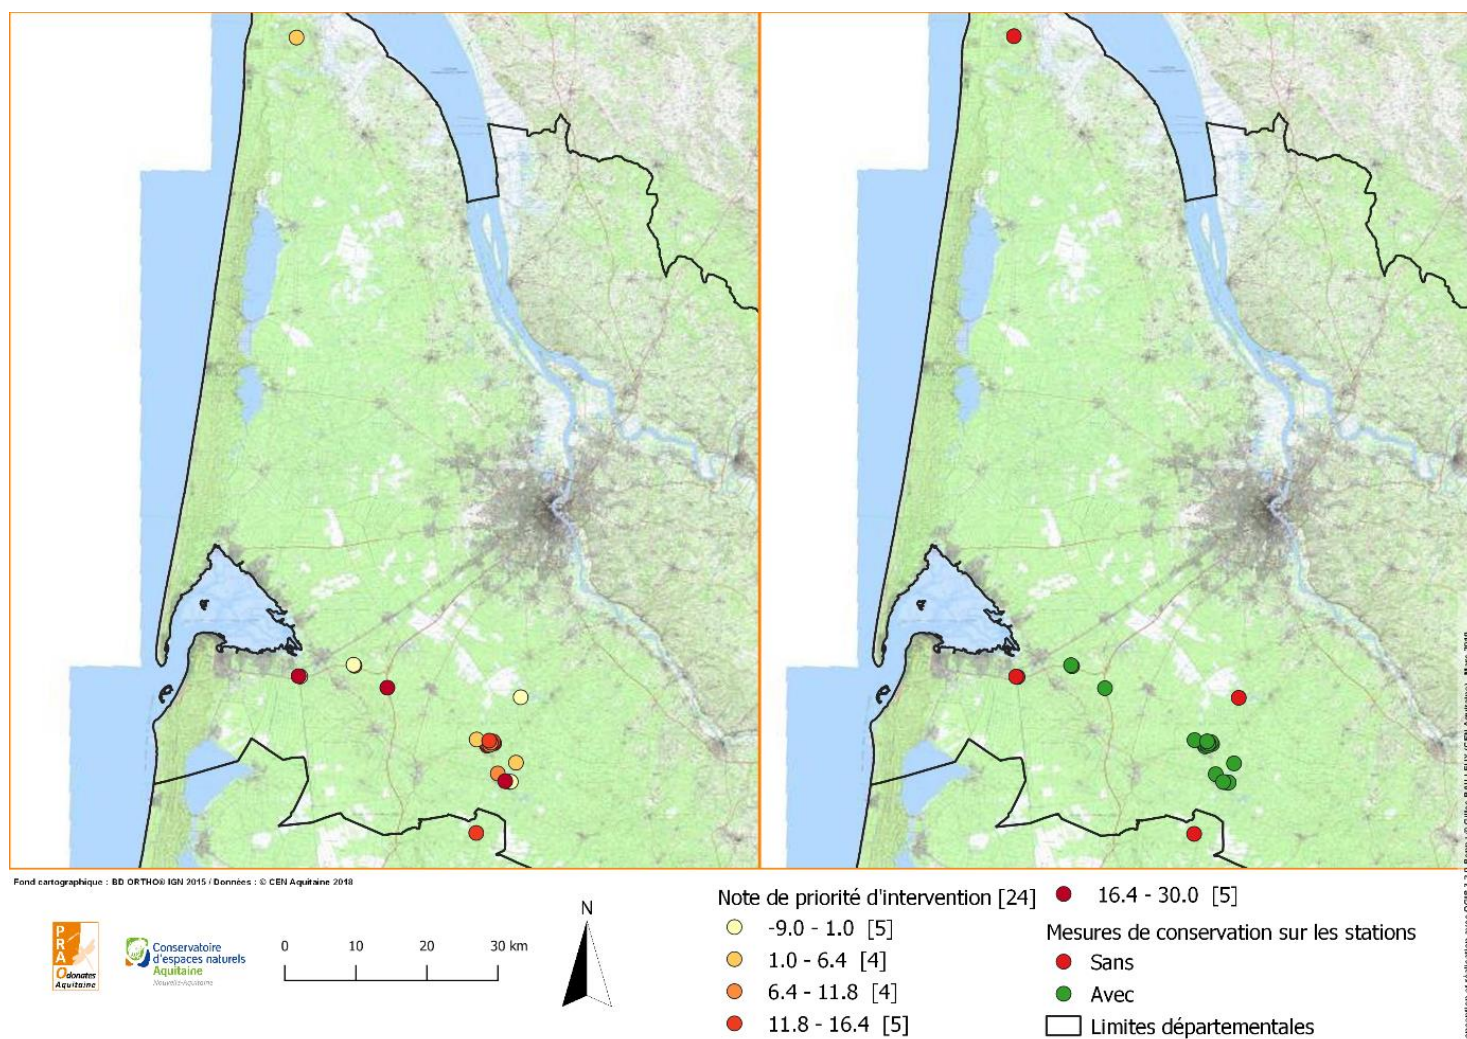 Fond cartographique : BD ORTHO® IGN 2015 / Données : © CEN Aquitaine 2018
PRA
Odonates
Aquitaine
Conservatoire
d'espaces naturels
Aquitaine
Nouvelle-Aquitaine
0 10 20 30 km
N
Note de priorité d'intervention [24]
-9.0 - 1.0 [5]
1.0 - 6.4 [4]
6.4 - 11.8 [4]
11.8 - 16.4 [5]
16.4 - 30.0 [5]
Mesures de conservation sur les stations
Sans
Avec
Limites départementales